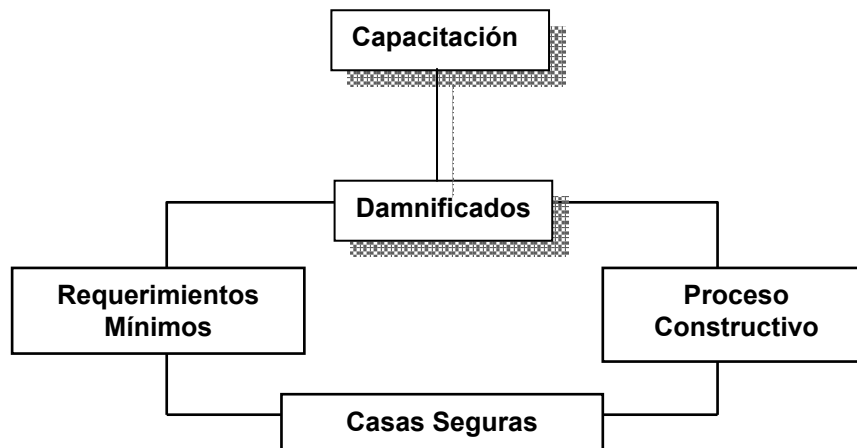 Capacitación
Damnificados
Requerimientos
Mínimos
Proceso
Constructivo
Casas Seguras